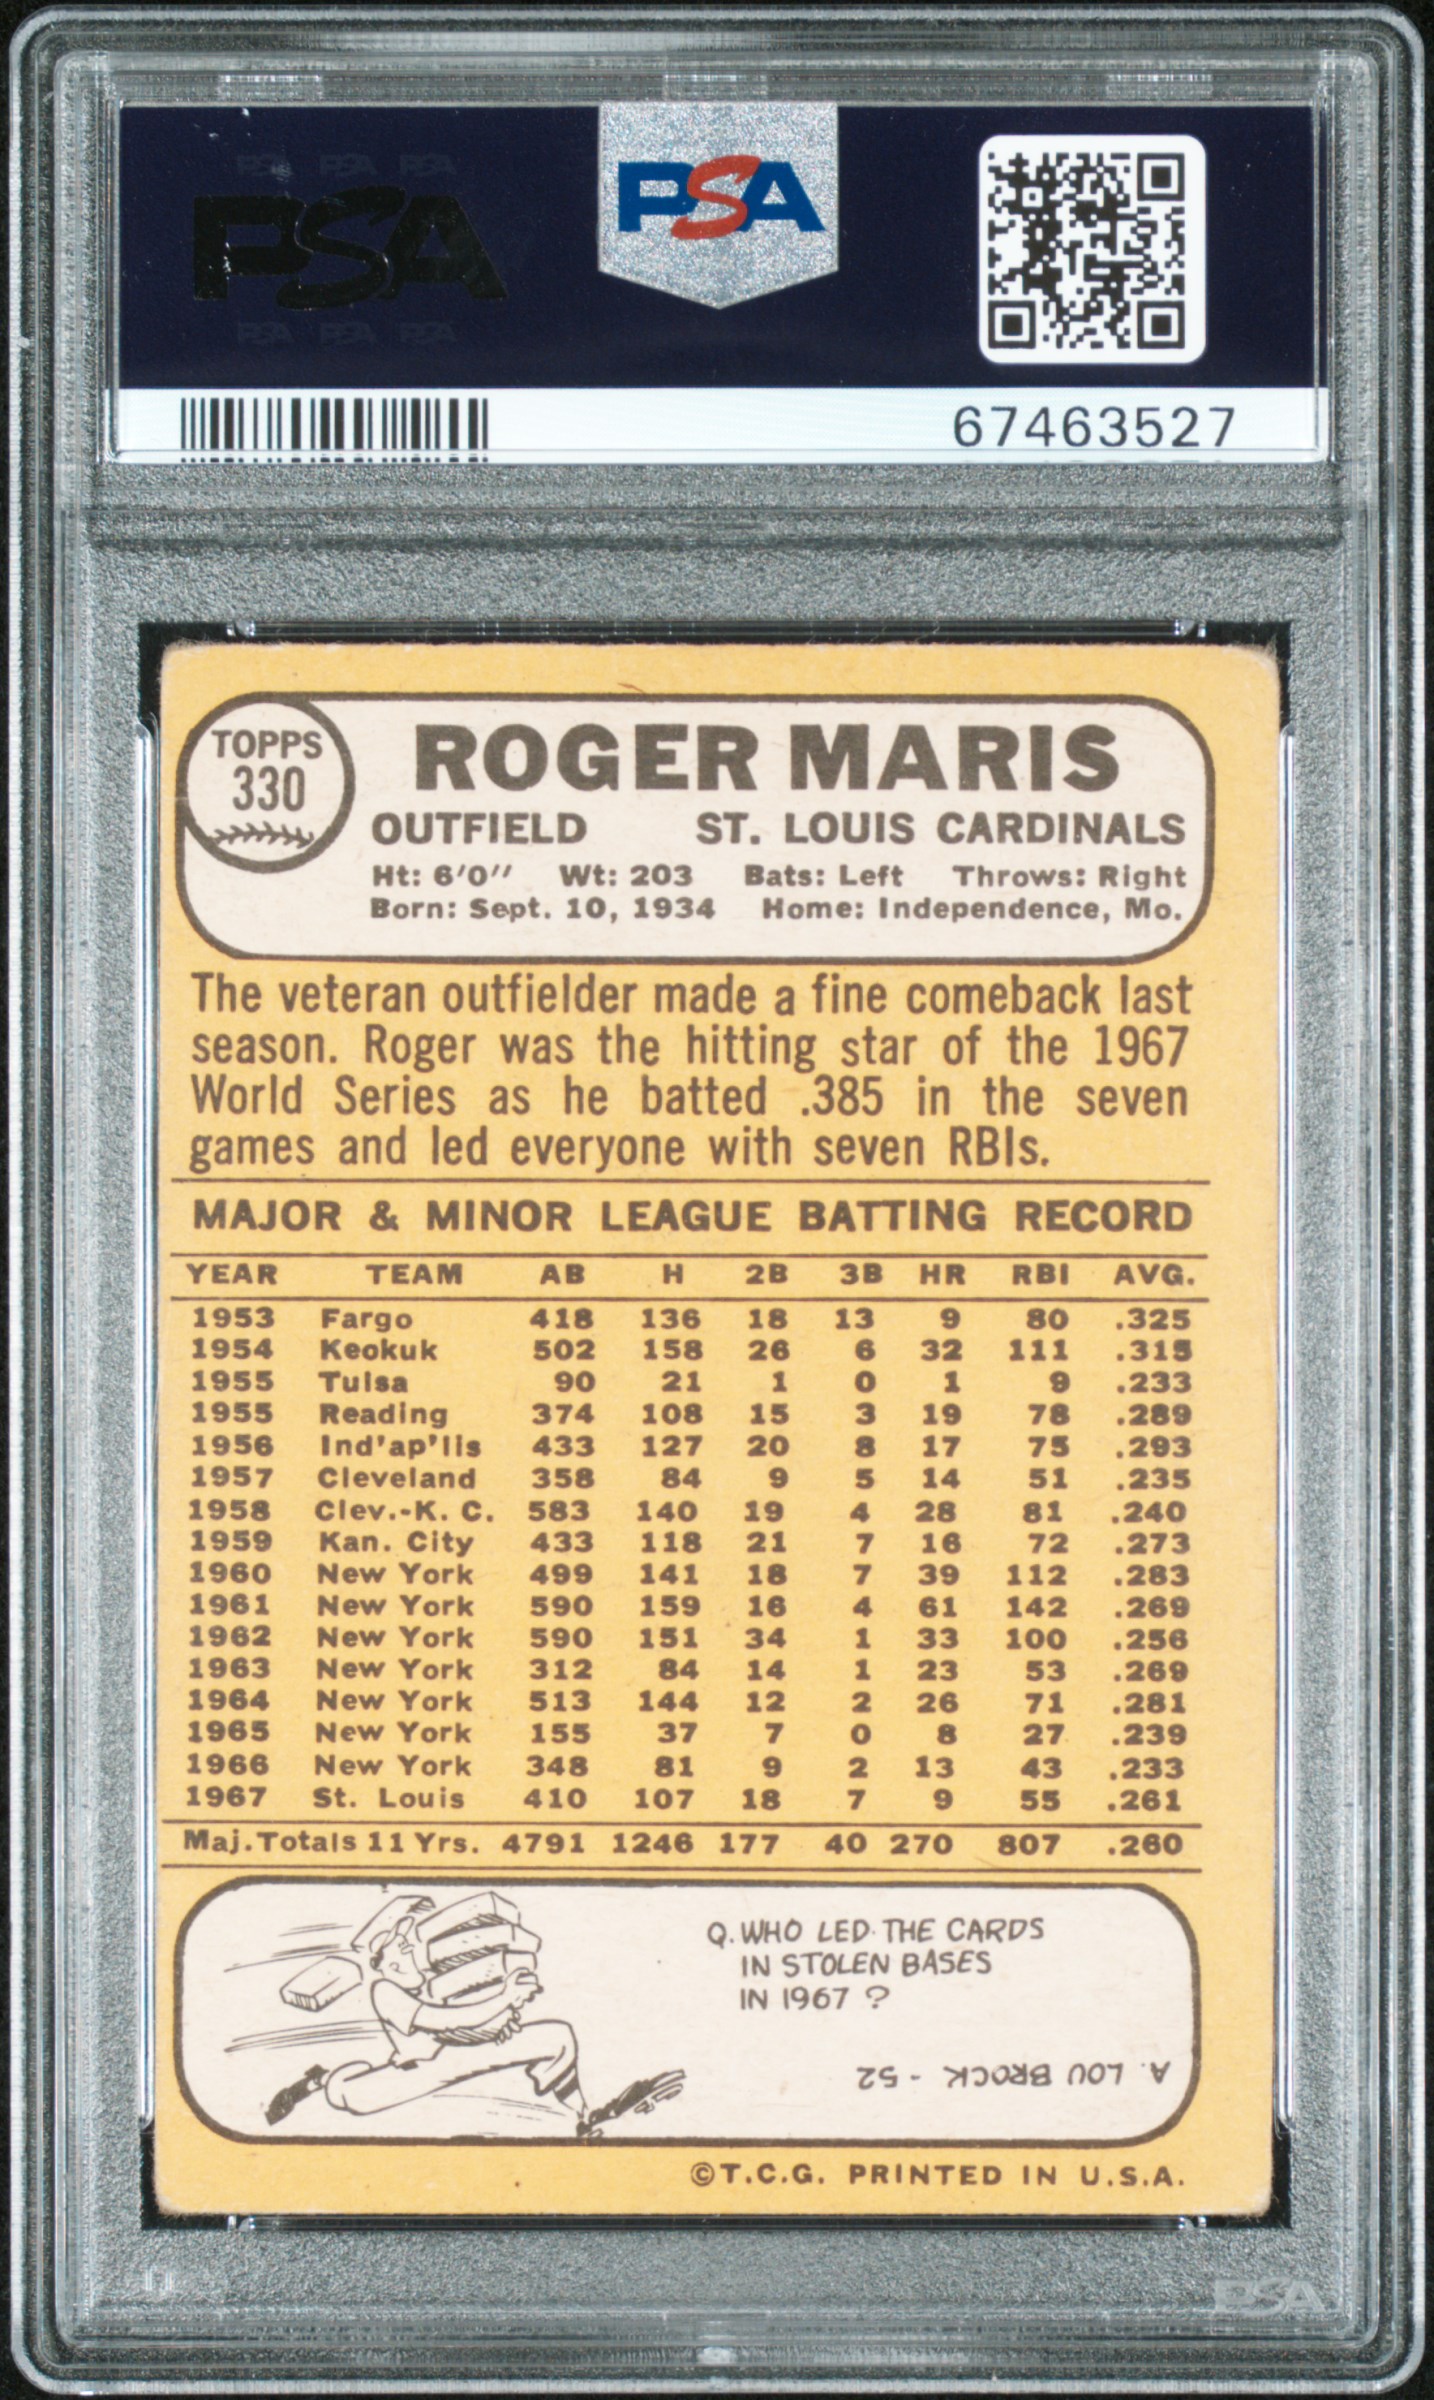 PSA PSA PSA
PSA
PSA PSA PSA
PSA
67463527
TOPPS
330
ROGER MARIS
OUTFIELD ST. LOUIS CARDINALS
Ht: 6'0" Wt: 203 Bats: Left Throws: Right
Born: Sept. 10, 1934 Home: Independence, Mo.
The veteran outfielder made a fine comeback last
season. Roger was the hitting star of the 1967
World Series as he batted .385 in the seven
games and led everyone with seven RBIs.
MAJOR & MINOR LEAGUE BATTING RECORD
YEAR TEAM AB H 2B 3B HR RBI AVG.
1953 Fargo 418 136 18 13 9 80 .325
1954 Keokuk 502 158 26 6 32 111 .315
1955 Tulsa 90 21 1 0 1 9 .233
1955 Reading 374 108 15 3 19 78 .289
1956 Ind'ap'lis 433 127 20 8 17 75 .293
1957 Cleveland 358 84 9 5 14 51 .235
1958 Clev.-K. C. 583 140 19 4 28 81 .240
1959 Kan. City 433 118 21 7 16 72 .273
1960 New York 499 141 18 7 39 112 .283
1961 New York 590 159 16 4 61 142 .269
1962 New York 590 151 34 1 33 100 .256
1963 New York 312 84 14 1 23 53 .269
1964 New York 513 144 12 2 26 71 .281
1965 New York 155 37 7 0 8 27 .239
1966 New York 348 81 9 2 13 43 .233
1967 St. Louis 410 107 18 7 9 55 .261
Maj. Totals 11 Yrs. 4791 1246 177 40 270 807 .260
Q. WHO LED THE CARDS
IN STOLEN BASES
IN 1967 ?
A. LOU BROCK - 52
©T.C.G. PRINTED IN U.S.A.
PSA